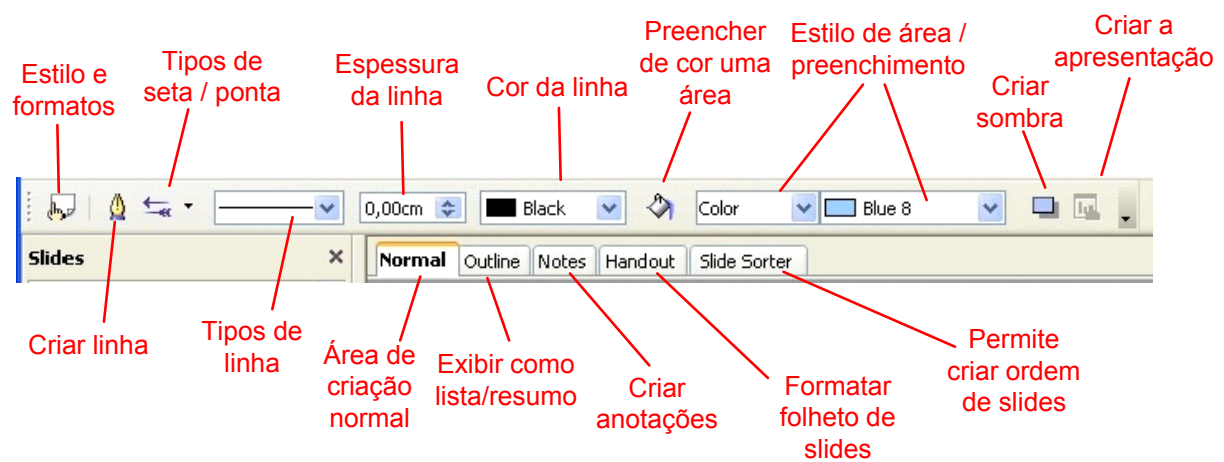 Estilo e
formatos
Tipos de
seta / ponta
Espessura
da linha
Cor da linha
Preencher
de cor uma
área
Estilo de área /
preenchimento
Criar
sombra
Criar a
apresentação
0,00cm
Black
Color
Blue 8
Slides
Normal
Outline
Notes
Handout
Slide Sorter
Criar linha
Tipos de
linha
Área de
criação
normal
Exibir como
lista/resumo
Criar
anotações
Formatar
folheto de
slides
Permite
criar ordem
de slides